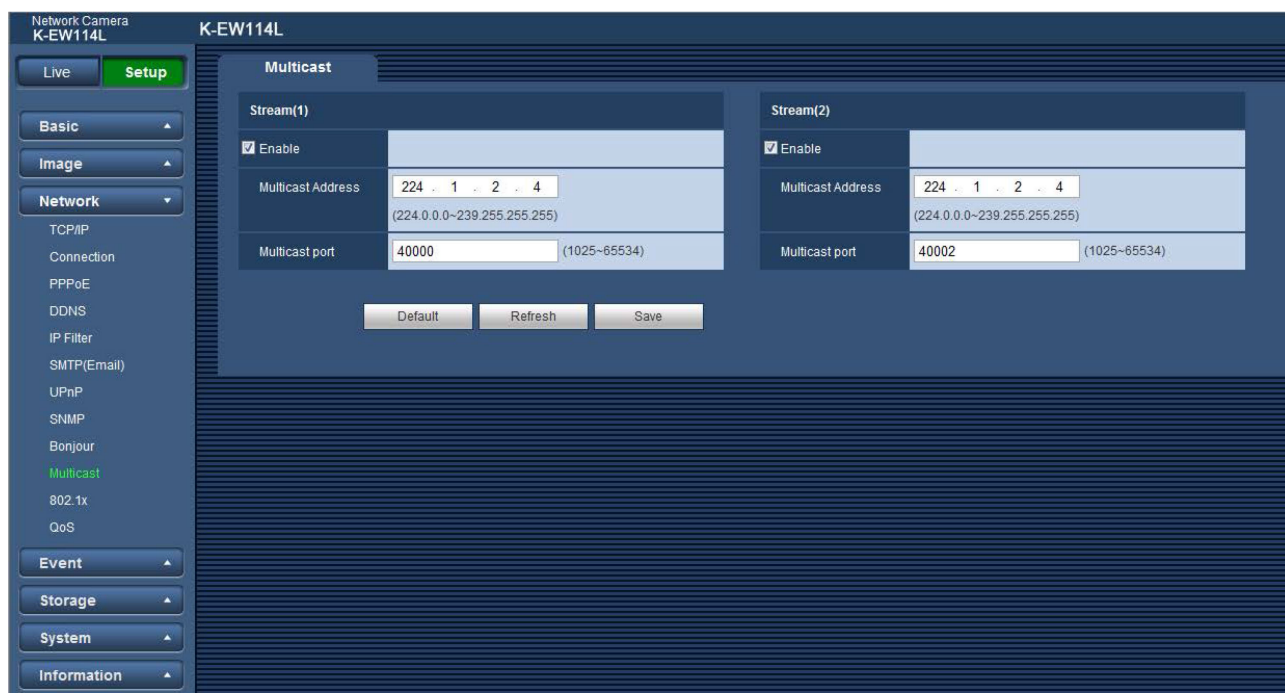 Network Camera
K-EW114L
K-EW114L
Live
Setup
Basic
Image
Network
TCP/IP
Connection
PPPoE
DDNS
IP Filter
SMTP(Email)
UPnP
SNMP
Bonjour
Multicast
802.1x
QoS
Event
Storage
System
Information
Multicast
Stream(1)
Enable
Multicast Address 224 . 1 . 2 . 4
(224.0.0.0~239.255.255.255)
Multicast port 40000 (1025~65534)
Stream(2)
Enable
Multicast Address 224 . 1 . 2 . 4
(224.0.0.0~239.255.255.255)
Multicast port 40002 (1025~65534)
Default Refresh Save